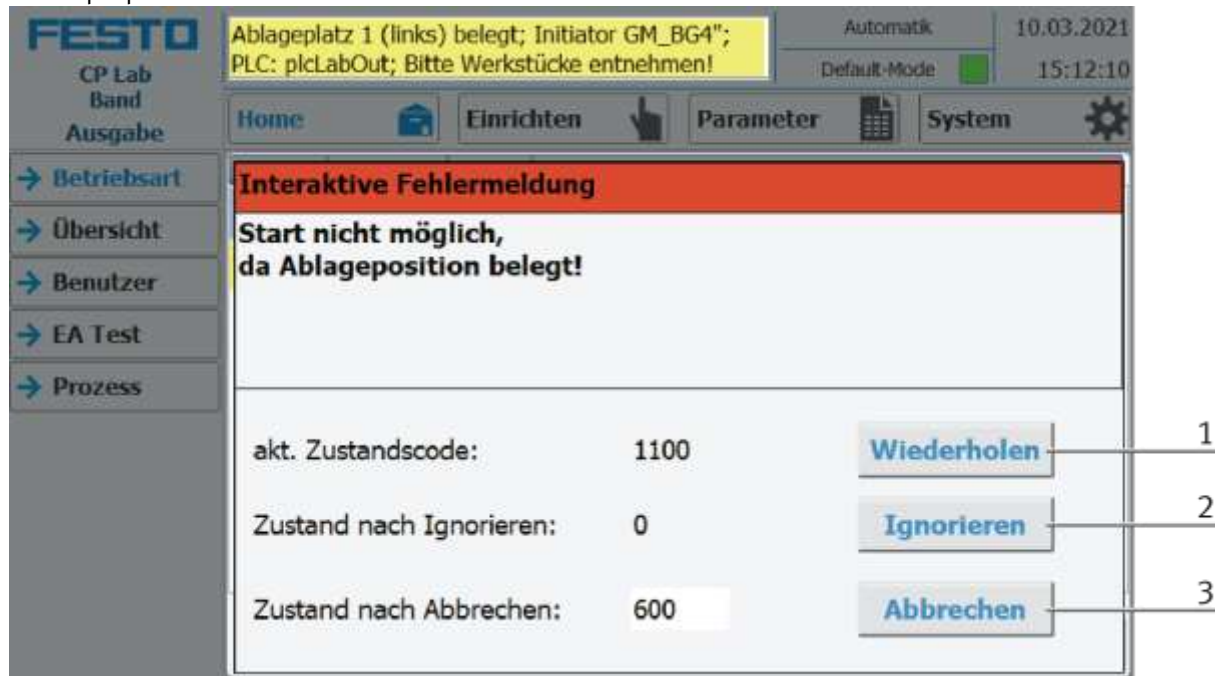 FESTO
CP Lab
Band
Ausgabe
Ablageplatz 1 (links) belegt; Initiator GM_BG4";
PLC: plcLabOut; Bitte Werkstücke entnehmen!
Automatik
Default-Mode
10.03.2021
15:12:10
Home
Einrichten
Parameter
System
Betriebsart
Übersicht
Benutzer
EA Test
Prozess
Interaktive Fehlermeldung
Start nicht möglich,
da Ablageposition belegt!
akt. Zustandscode: 1100 Wiederholen 1
Zustand nach Ignorieren: 0 Ignorieren 2
Zustand nach Abbrechen: 600 Abbrechen 3